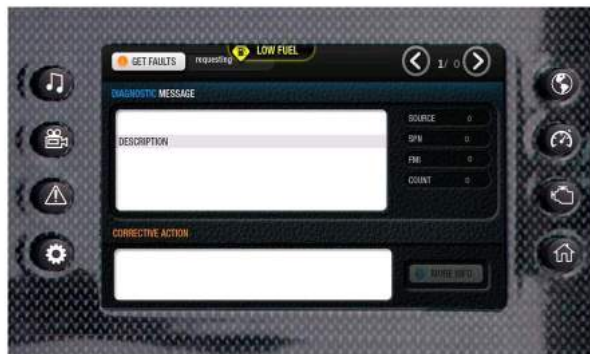 LOW FUEL
GET FAULTS requesting 1/ 0
DIAGNOSTIC MESSAGE
SOURCE 0
DESCRIPTION
SPN 0
FMI 0
COUNT 0
CORRECTIVE ACTION
MORE INFO